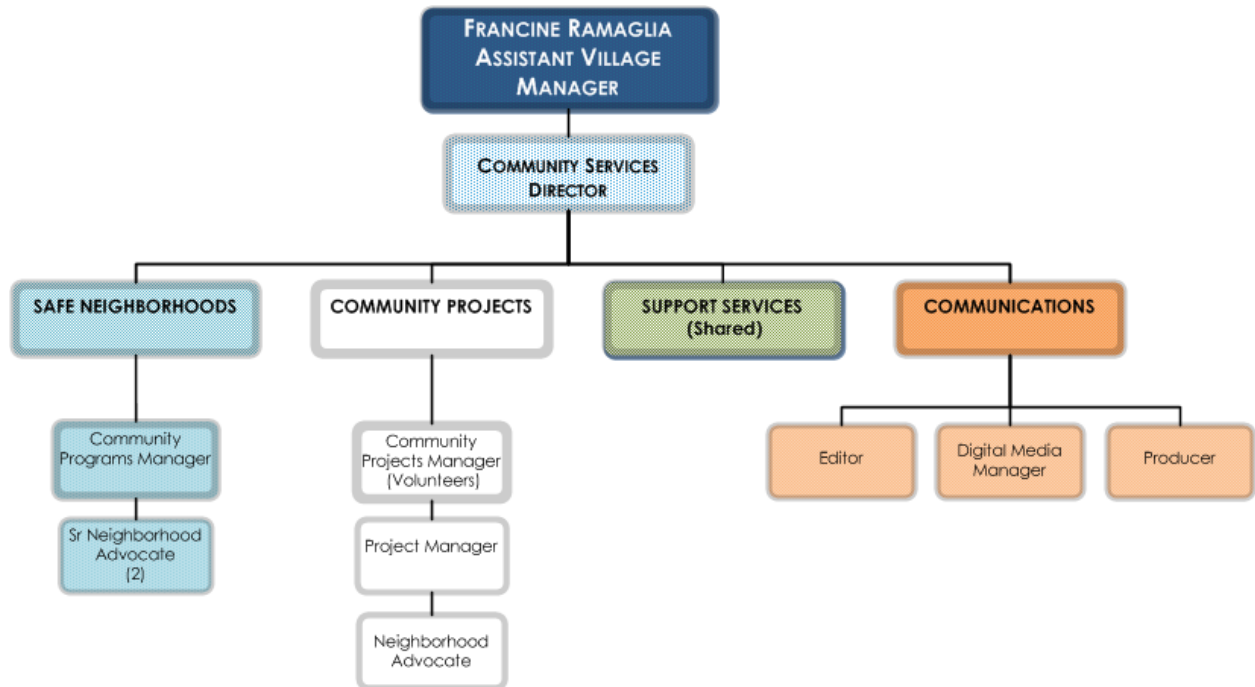 FRANCINE RAMAGLIA
ASSISTANT VILLAGE
MANAGER
COMMUNITY SERVICES
DIRECTOR
SAFE NEIGHBORHOODS
COMMUNITY PROJECTS
SUPPORT SERVICES
(Shared)
COMMUNICATIONS
Community
Programs Manager
Sr Neighborhood
Advocate
(2)
Community
Projects Manager
(Volunteers)
Project Manager
Neighborhood
Advocate
Editor
Digital Media
Manager
Producer